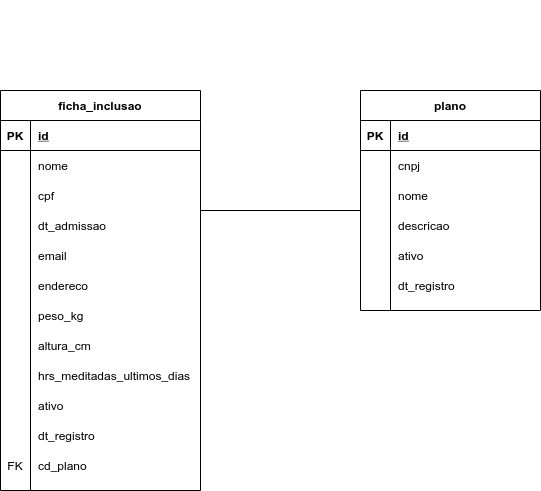 ficha_inclusao
PK id
nome
cpf
dt_admissao
email
endereco
peso_kg
altura_cm
hrs_meditadas_ultimos_dias
ativo
dt_registro
FK cd_plano
plano
PK id
cnpj
nome
descricao
ativo
dt_registro